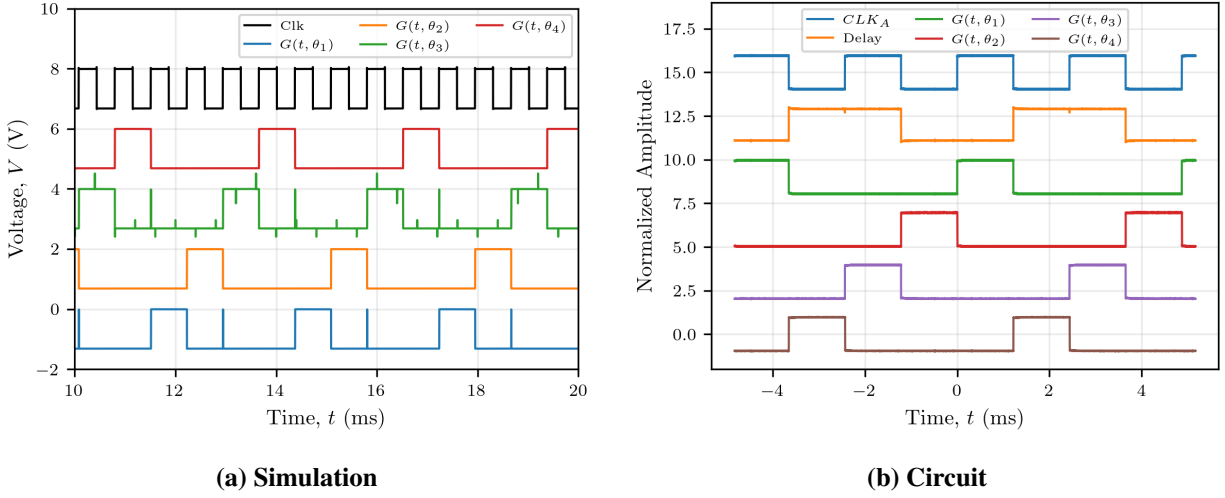 10
8
6
4
2
0
−2
Voltage, V (V)
Clk
G(t, θ₁)
G(t, θ₂)
G(t, θ₃)
G(t, θ₄)
10
12
14
16
18
20
Time, t (ms)
(a) Simulation
17.5
15.0
12.5
10.0
7.5
5.0
2.5
0.0
Normalized Amplitude
CLK_A
Delay
G(t, θ₁)
G(t, θ₂)
G(t, θ₃)
G(t, θ₄)
−4
−2
0
2
4
Time, t (ms)
(b) Circuit